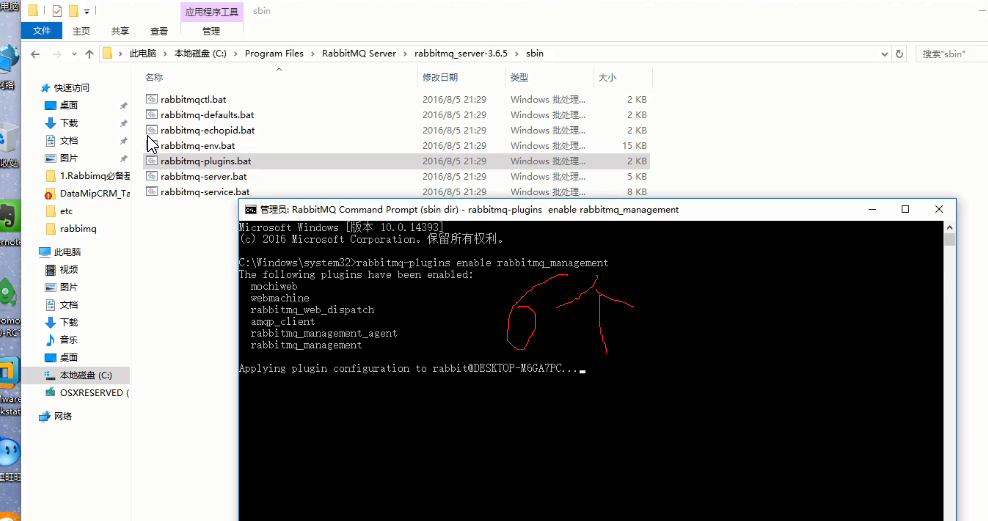 应用程序工具
sbin
文件
主页
共享
查看
管理
此电脑 > 本地磁盘 (C:) > Program Files > RabbitMQ Server > rabbitmq_server-3.6.5 > sbin
搜索"sbin"
名称
修改日期
类型
大小
快速访问
桌面
下载
文档
图片
1.Rabbimq必备基
DataMipCRM_Ta
etc
rabbimq
此电脑
视频
图片
文档
下载
音乐
桌面
本地磁盘 (C:)
OSXRESERVED (
网络
rabbitmqctl.bat 2016/8/5 21:29 Windows 批处理... 2 KB
rabbitmq-defaults.bat 2016/8/5 21:29 Windows 批处理... 2 KB
rabbitmq-echopid.bat 2016/8/5 21:29 Windows 批处理... 2 KB
rabbitmq-env.bat 2016/8/5 21:29 Windows 批处理... 15 KB
rabbitmq-plugins.bat 2016/8/5 21:29 Windows 批处理... 2 KB
rabbitmq-server.bat 2016/8/5 21:29 Windows 批处理... 5 KB
rabbitmq-service.bat 2016/8/5 21:29 Windows 批处理... 8 KB
管理员: RabbitMQ Command Prompt (sbin dir) - rabbitmq-plugins enable rabbitmq_management
Microsoft Windows [版本 10.0.14393]
(c) 2016 Microsoft Corporation。保留所有权利。
C:\Windows\system32>rabbitmq-plugins enable rabbitmq_management
The following plugins have been enabled:
mochiweb
webmachine
rabbitmq_web_dispatch
amqp_client
rabbitmq_management_agent
rabbitmq_management
6个
Applying plugin configuration to rabbit@DESKTOP-M6GA7PC...